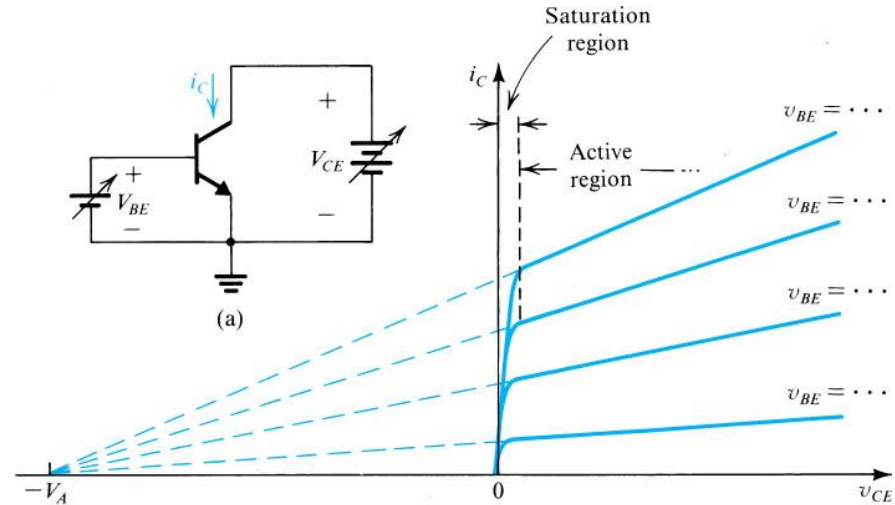 Saturation
region
i_C
i_C
v_BE = · · ·
+
V_CE
−
Active
region
...
+
V_BE
−
v_BE = · · ·
v_BE = · · ·
(a)
v_BE = · · ·
−V_A
0
v_CE